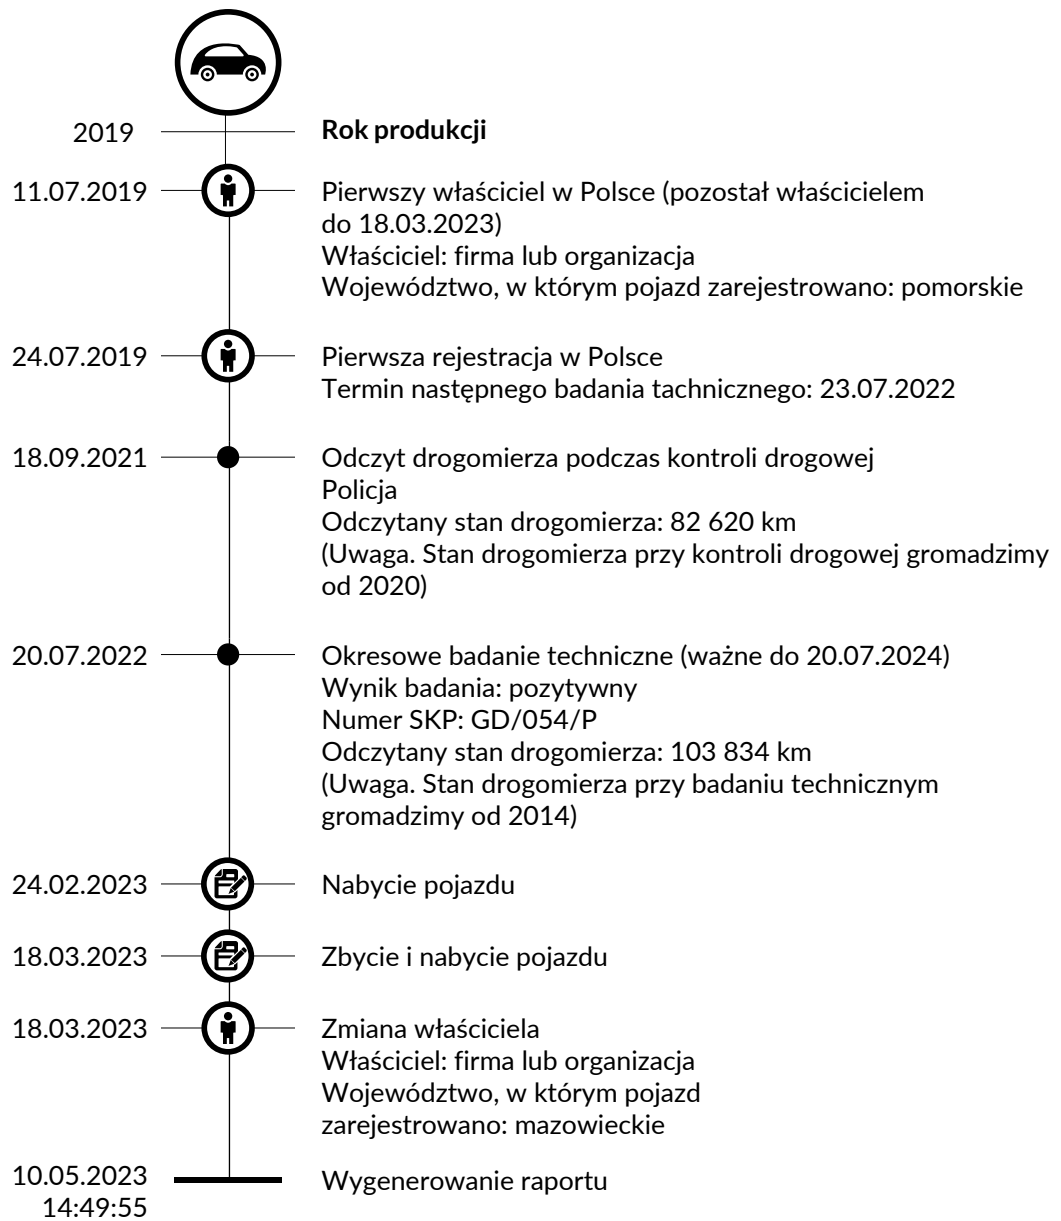 2019 Rok produkcji
11.07.2019 Pierwszy właściciel w Polsce (pozostał właścicielem
do 18.03.2023)
Właściciel: firma lub organizacja
Województwo, w którym pojazd zarejestrowano: pomorskie
24.07.2019 Pierwsza rejestracja w Polsce
Termin następnego badania tachnicznego: 23.07.2022
18.09.2021 Odczyt drogomierza podczas kontroli drogowej
Policja
Odczytany stan drogomierza: 82 620 km
(Uwaga. Stan drogomierza przy kontroli drogowej gromadzimy
od 2020)
20.07.2022 Okresowe badanie techniczne (ważne do 20.07.2024)
Wynik badania: pozytywny
Numer SKP: GD/054/P
Odczytany stan drogomierza: 103 834 km
(Uwaga. Stan drogomierza przy badaniu technicznym
gromadzimy od 2014)
24.02.2023 Nabycie pojazdu
18.03.2023 Zbycie i nabycie pojazdu
18.03.2023 Zmiana właściciela
Właściciel: firma lub organizacja
Województwo, w którym pojazd
zarejestrowano: mazowieckie
10.05.2023 Wygenerowanie raportu
14:49:55